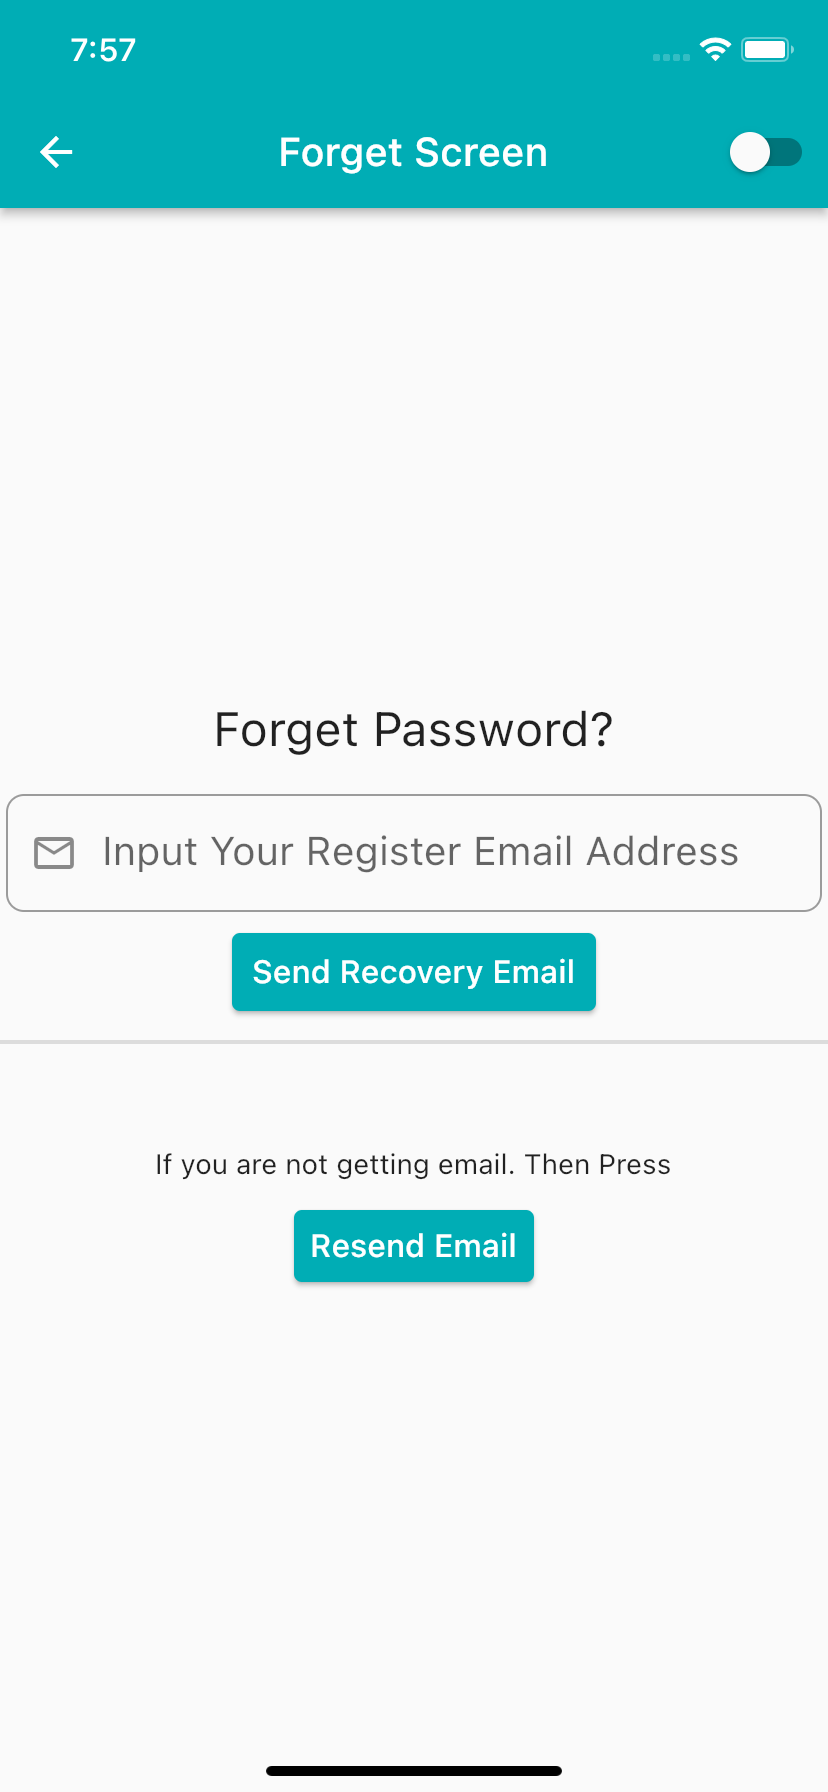 7:57
Forget Screen
Forget Password?
Input Your Register Email Address
Send Recovery Email
If you are not getting email. Then Press
Resend Email